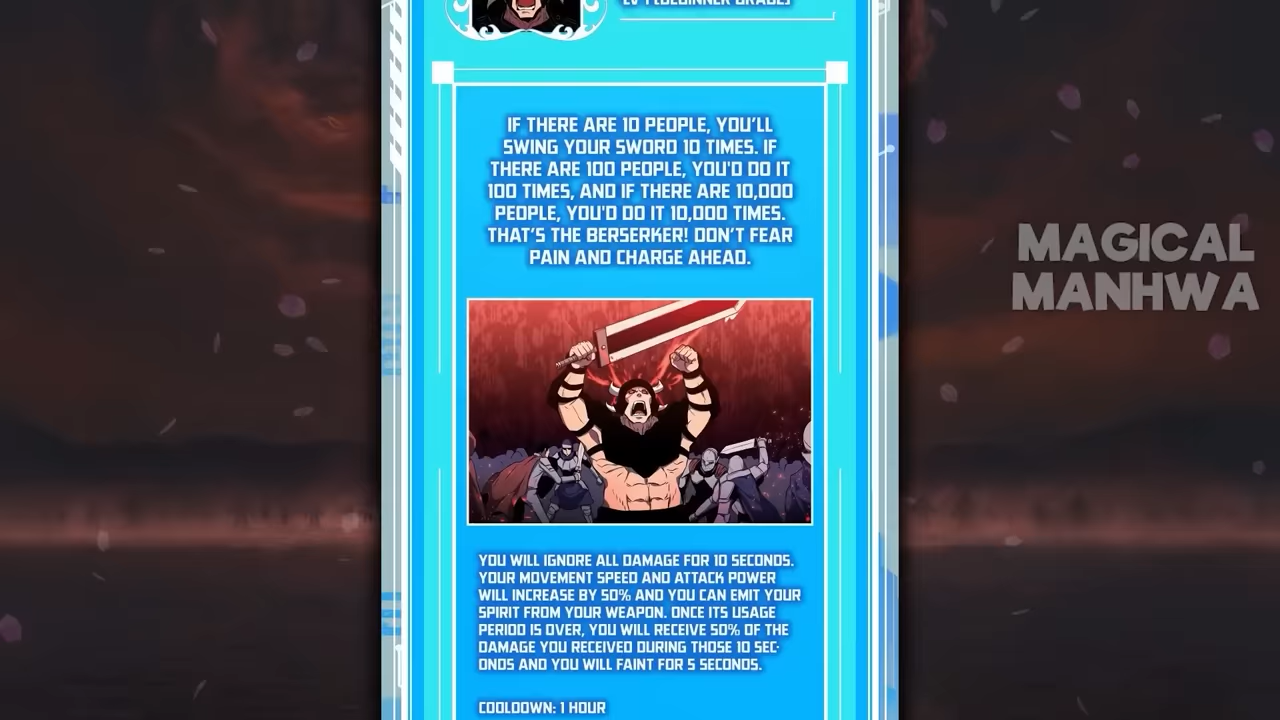 IF THERE ARE 10 PEOPLE, YOU'LL
SWING YOUR SWORD 10 TIMES. IF
THERE ARE 100 PEOPLE, YOU'D DO IT
100 TIMES, AND IF THERE ARE 10,000
PEOPLE, YOU'D DO IT 10,000 TIMES.
THAT'S THE BERSERKER! DON'T FEAR
PAIN AND CHARGE AHEAD.
MAGICAL
MANHWA
YOU WILL IGNORE ALL DAMAGE FOR 10 SECONDS.
YOUR MOVEMENT SPEED AND ATTACK POWER
WILL INCREASE BY 50% AND YOU CAN EMIT YOUR
SPIRIT FROM YOUR WEAPON. ONCE ITS USAGE
PERIOD IS OVER, YOU WILL RECEIVE 50% OF THE
DAMAGE YOU RECEIVED DURING THOSE 10 SEC-
ONDS AND YOU WILL FAINT FOR 5 SECONDS.
COOLDOWN: 1 HOUR